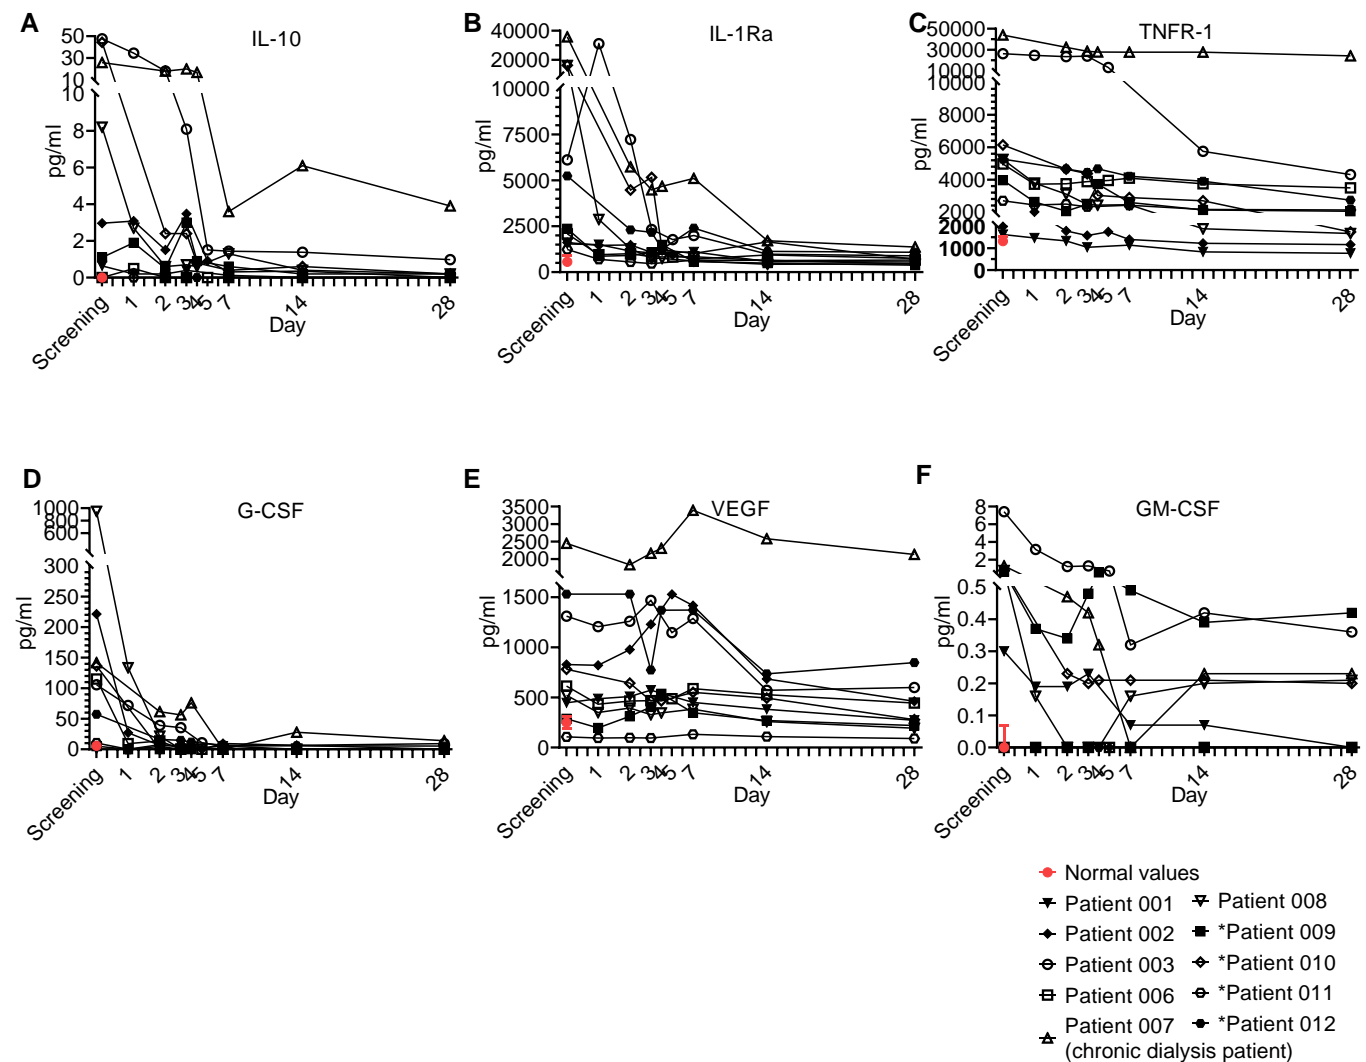 A
IL-10
50
30
10
10
8
6
4
2
0
pg/ml
Screening
1
2
3
4
5
7
14
28
Day
B
IL-1Ra
40000
20000
10000
7500
5000
2500
0
pg/ml
Screening
1
2
3
4
5
7
14
28
Day
C
TNFR-1
50000
30000
10000
10000
8000
6000
4000
2000
2000
1000
0
pg/ml
Screening
1
2
3
4
5
7
14
28
Day
D
G-CSF
1000
800
600
300
250
200
150
100
50
0
pg/ml
Screening
1
2
3
4
5
7
14
28
Day
E
VEGF
3500
3000
2500
2000
1500
1000
500
0
pg/ml
Screening
1
2
3
4
5
7
14
28
Day
F
GM-CSF
8
6
4
2
0.5
0.4
0.3
0.2
0.1
0.0
pg/ml
Screening
1
2
3
4
5
7
14
28
Day
Normal values
Patient 001
Patient 002
Patient 003
Patient 006
Patient 007
(chronic dialysis patient)
Patient 008
*Patient 009
*Patient 010
*Patient 011
*Patient 012